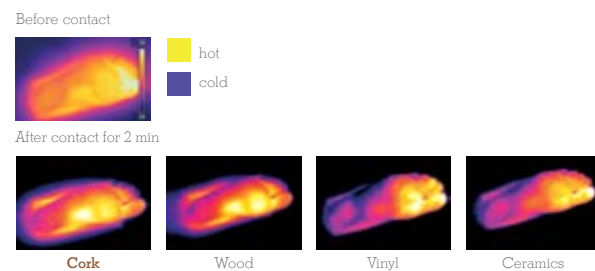 Before contact
hot
cold
After contact for 2 min
Cork
Wood
Vinyl
Ceramics